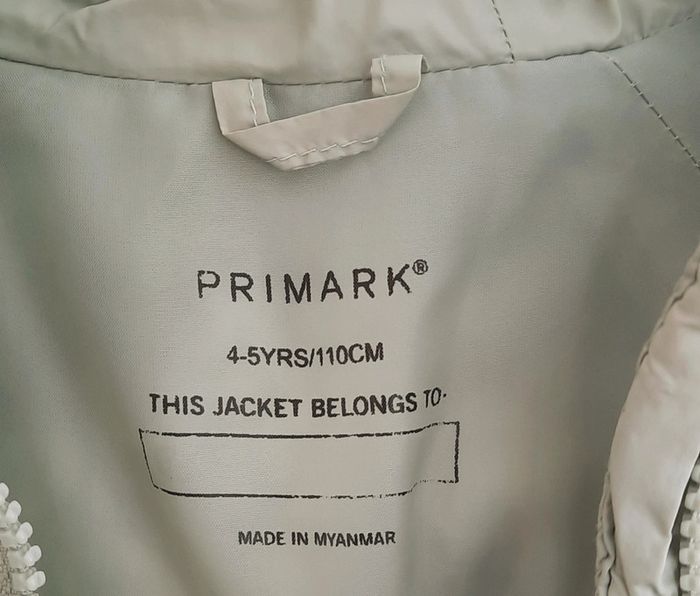 PRIMARK®
4-5YRS/110CM
THIS JACKET BELONGS TO:
MADE IN MYANMAR